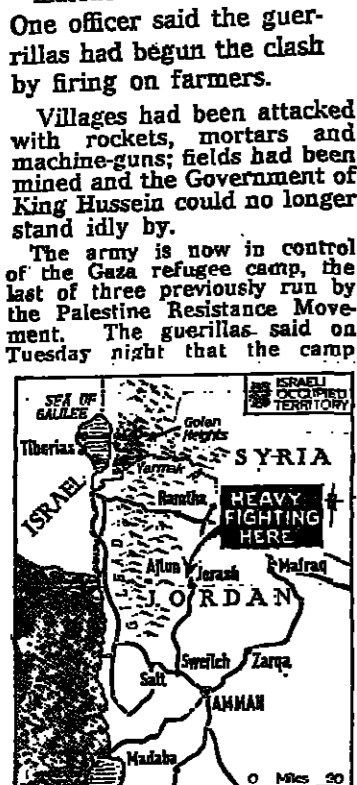 One officer said the guer-
rillas had begun the clash
by firing on farmers.
Villages had been attacked
with rockets, mortars and
machine-guns; fields had been
mined and the Government of
King Hussein could no longer
stand idly by.
The army is now in control
of the Gaza refugee camp, the
last of three previously run by
the Palestine Resistance Move-
ment. The guerillas said on
Tuesday night that the camp
ISRAELI
OCCUPIED
TERRITORY
SEA OF
GALILEE
Golan
Heights
Tiberias
SYRIA
Yarmuk R.
ISRAEL
Ramtha
HEAVY
FIGHTING
HERE
GILEAD
Ajlun
Jerash
Mafraq
JORDAN
Sweileh
Zarqa
Salt
AMMAN
Madaba
0 Miles 20